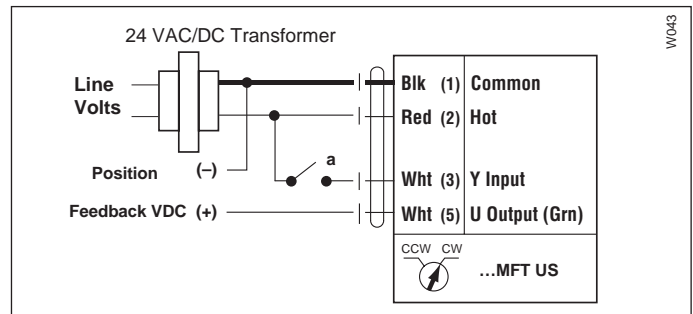 W043
24 VAC/DC Transformer
Line
Volts
Blk (1) Common
Red (2) Hot
a
Position (–)
Wht (3) Y Input
Feedback VDC (+)
Wht (5) U Output (Grn)
CCW CW
...MFT US